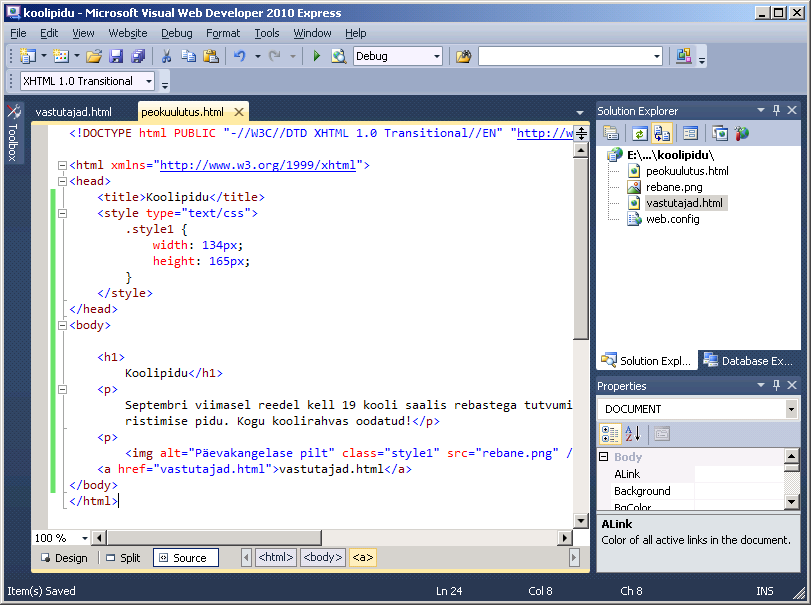 koolipidu - Microsoft Visual Web Developer 2010 Express
File Edit View Website Debug Format Tools Window Help
Debug
XHTML 1.0 Transitional
Toolbox
vastutajad.html peokuulutus.html
<!DOCTYPE html PUBLIC "-//W3C//DTD XHTML 1.0 Transitional//EN" "http://w
<html xmlns="http://www.w3.org/1999/xhtml">
<head>
<title>Koolipidu</title>
<style type="text/css">
.style1 {
width: 134px;
height: 165px;
}
</style>
</head>
<body>
<h1>
Koolipidu</h1>
<p>
Septembri viimasel reedel kell 19 kooli saalis rebastega tutvumi
ristimise pidu. Kogu koolirahvas oodatud!</p>
<p>
<img alt="Päevakangelase pilt" class="style1" src="rebane.png" /
<a href="vastutajad.html">vastutajad.html</a>
</body>
</html>
100 %
Design Split Source <html> <body> <a>
Solution Explorer
E:\...\koolipidu\
peokuulutus.html
rebane.png
vastutajad.html
web.config
Solution Expl... Database Ex...
Properties
DOCUMENT
Body
ALink
Background
BgColor
ALink
Color of all active links in the document.
Item(s) Saved Ln 24 Col 8 Ch 8 INS